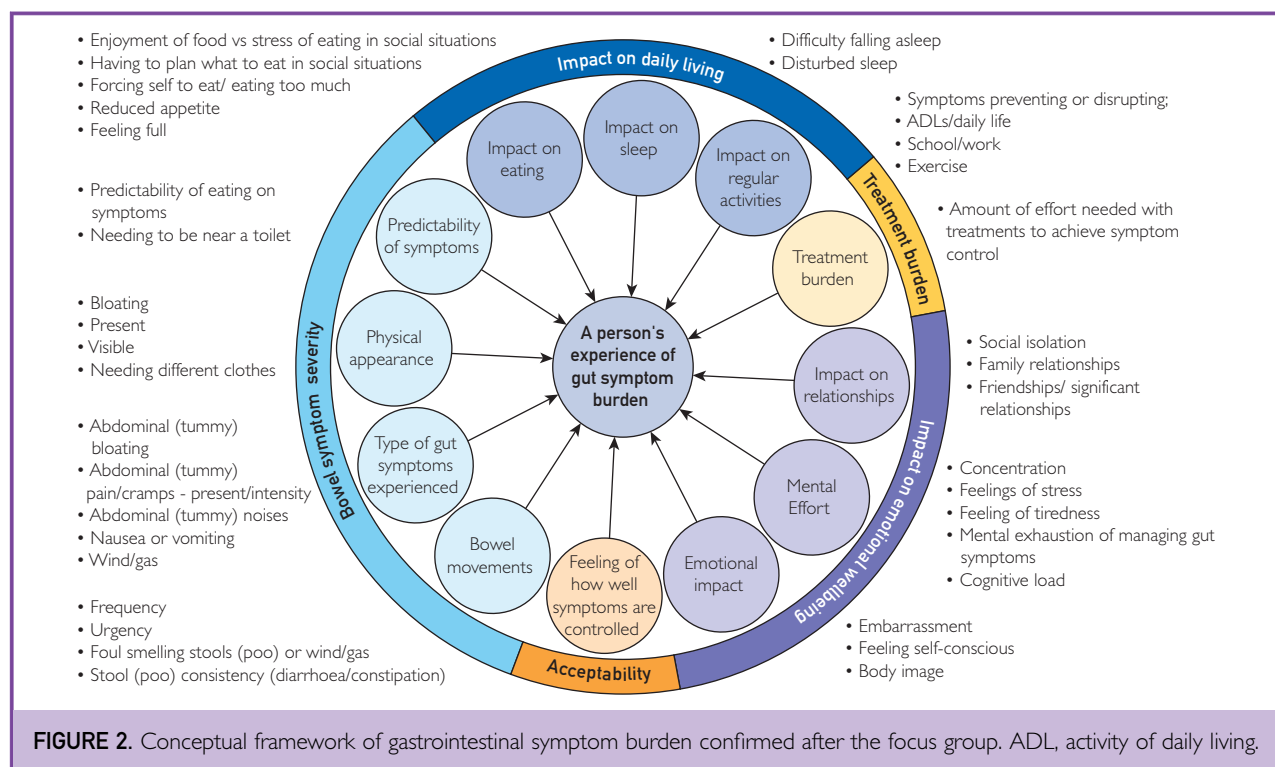 • Enjoyment of food vs stress of eating in social situations
• Having to plan what to eat in social situations
• Forcing self to eat/ eating too much
• Reduced appetite
• Feeling full
• Predictability of eating on
symptoms
• Needing to be near a toilet
• Bloating
• Present
• Visible
• Needing different clothes
• Abdominal (tummy)
bloating
• Abdominal (tummy)
pain/cramps - present/intensity
• Abdominal (tummy) noises
• Nausea or vomiting
• Wind/gas
• Frequency
• Urgency
• Foul smelling stools (poo) or wind/gas
• Stool (poo) consistency (diarrhoea/constipation)
Impact on daily living
Treatment burden
Impact on emotional wellbeing
Acceptability
Bowel symptom severity
Impact on
eating
Impact on
sleep
Impact on
regular
activities
Treatment
burden
Impact on
relationships
Mental
Effort
Emotional
impact
Feeling of
how well
symptoms are
controlled
Bowel
movements
Type of gut
symptoms
experienced
Physical
appearance
Predictability
of symptoms
A person's
experience of
gut symptom
burden
• Difficulty falling asleep
• Disturbed sleep
• Symptoms preventing or disrupting;
• ADLs/daily life
• School/work
• Exercise
• Amount of effort needed with
treatments to achieve symptom
control
• Social isolation
• Family relationships
• Friendships/ significant
relationships
• Concentration
• Feelings of stress
• Feeling of tiredness
• Mental exhaustion of managing gut
symptoms
• Cognitive load
• Embarrassment
• Feeling self-conscious
• Body image
FIGURE 2. Conceptual framework of gastrointestinal symptom burden confirmed after the focus group. ADL, activity of daily living.